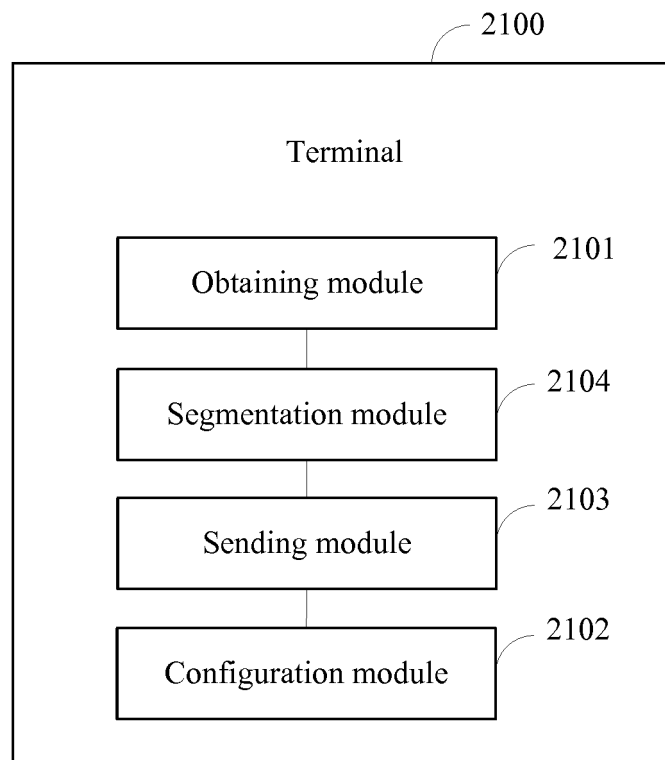 2100
Terminal
Obtaining module
2101
Segmentation module
2104
Sending module
2103
Configuration module
2102